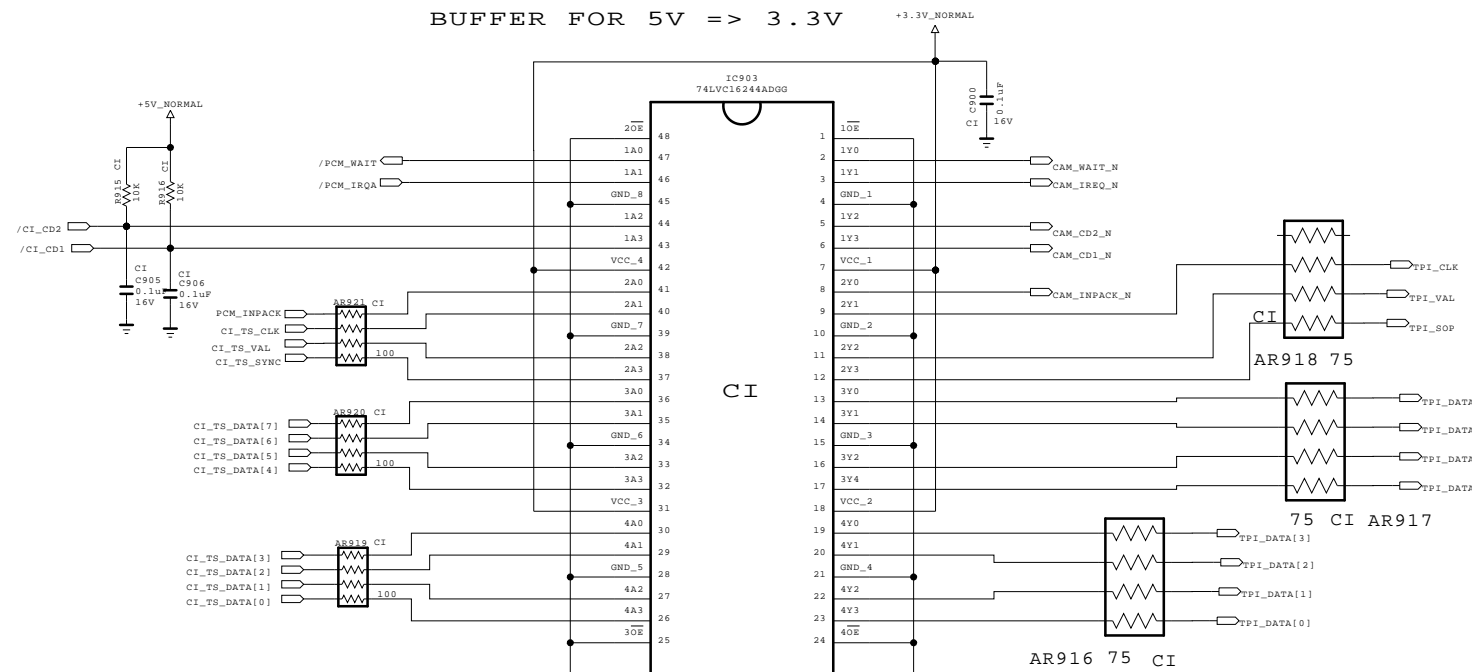 BUFFER FOR 5V => 3.3V
+3.3V_NORMAL
IC903
74LVC16244ADGG
C900
0.1uF
CI
16V
+5V_NORMAL
R915 CI
10K
R916 CI
10K
/PCM_WAIT
/PCM_IRQA
/CI_CD2
/CI_CD1
CI
C905
0.1uF
16V
CI
C906
0.1uF
16V
AR921 CI
PCM_INPACK
CI_TS_CLK
CI_TS_VAL
CI_TS_SYNC
100
AR920 CI
CI_TS_DATA[7]
CI_TS_DATA[6]
CI_TS_DATA[5]
CI_TS_DATA[4]
100
AR919 CI
CI_TS_DATA[3]
CI_TS_DATA[2]
CI_TS_DATA[1]
CI_TS_DATA[0]
100
2OE 48
1A0 47
1A1 46
GND_8 45
1A2 44
1A3 43
VCC_4 42
2A0 41
2A1 40
GND_7 39
2A2 38
2A3 37
3A0 36
3A1 35
GND_6 34
3A2 33
3A3 32
VCC_3 31
4A0 30
4A1 29
GND_5 28
4A2 27
4A3 26
3OE 25
CI
1 1OE
2 1Y0
3 1Y1
4 GND_1
5 1Y2
6 1Y3
7 VCC_1
8 2Y0
9 2Y1
10 GND_2
11 2Y2
12 2Y3
13 3Y0
14 3Y1
15 GND_3
16 3Y2
17 3Y4
18 VCC_2
19 4Y0
20 4Y1
21 GND_4
22 4Y2
23 4Y3
24 4OE
CAM_WAIT_N
CAM_IREQ_N
CAM_CD2_N
CAM_CD1_N
CAM_INPACK_N
TPI_CLK
TPI_VAL
TPI_SOP
CI
AR918 75
TPI_DATA
TPI_DATA
TPI_DATA
TPI_DATA
75 CI AR917
TPI_DATA[3]
TPI_DATA[2]
TPI_DATA[1]
TPI_DATA[0]
AR916 75 CI